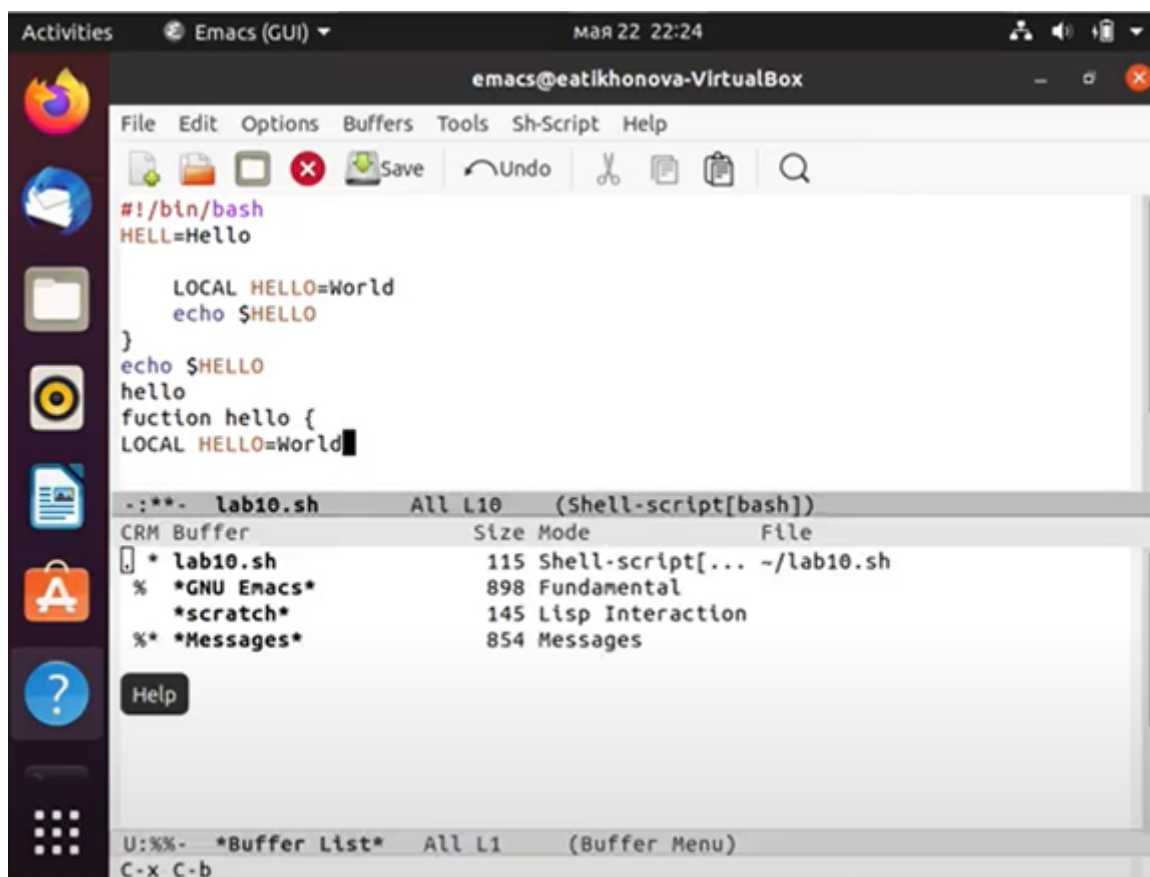 Activities Emacs (GUI) мая 22 22:24
emacs@eatikhonova-VirtualBox
File Edit Options Buffers Tools Sh-Script Help
Save Undo
#!/bin/bash
HELL=Hello
LOCAL HELLO=World
echo $HELLO
}
echo $HELLO
hello
fuction hello {
LOCAL HELLO=World
-:**- lab10.sh All L10 (Shell-script[bash])
CRM Buffer Size Mode File
. * lab10.sh 115 Shell-script[... ~/lab10.sh
% *GNU Emacs* 898 Fundamental
*scratch* 145 Lisp Interaction
%* *Messages* 854 Messages
Help
U:%%- *Buffer List* All L1 (Buffer Menu)
C-x C-b